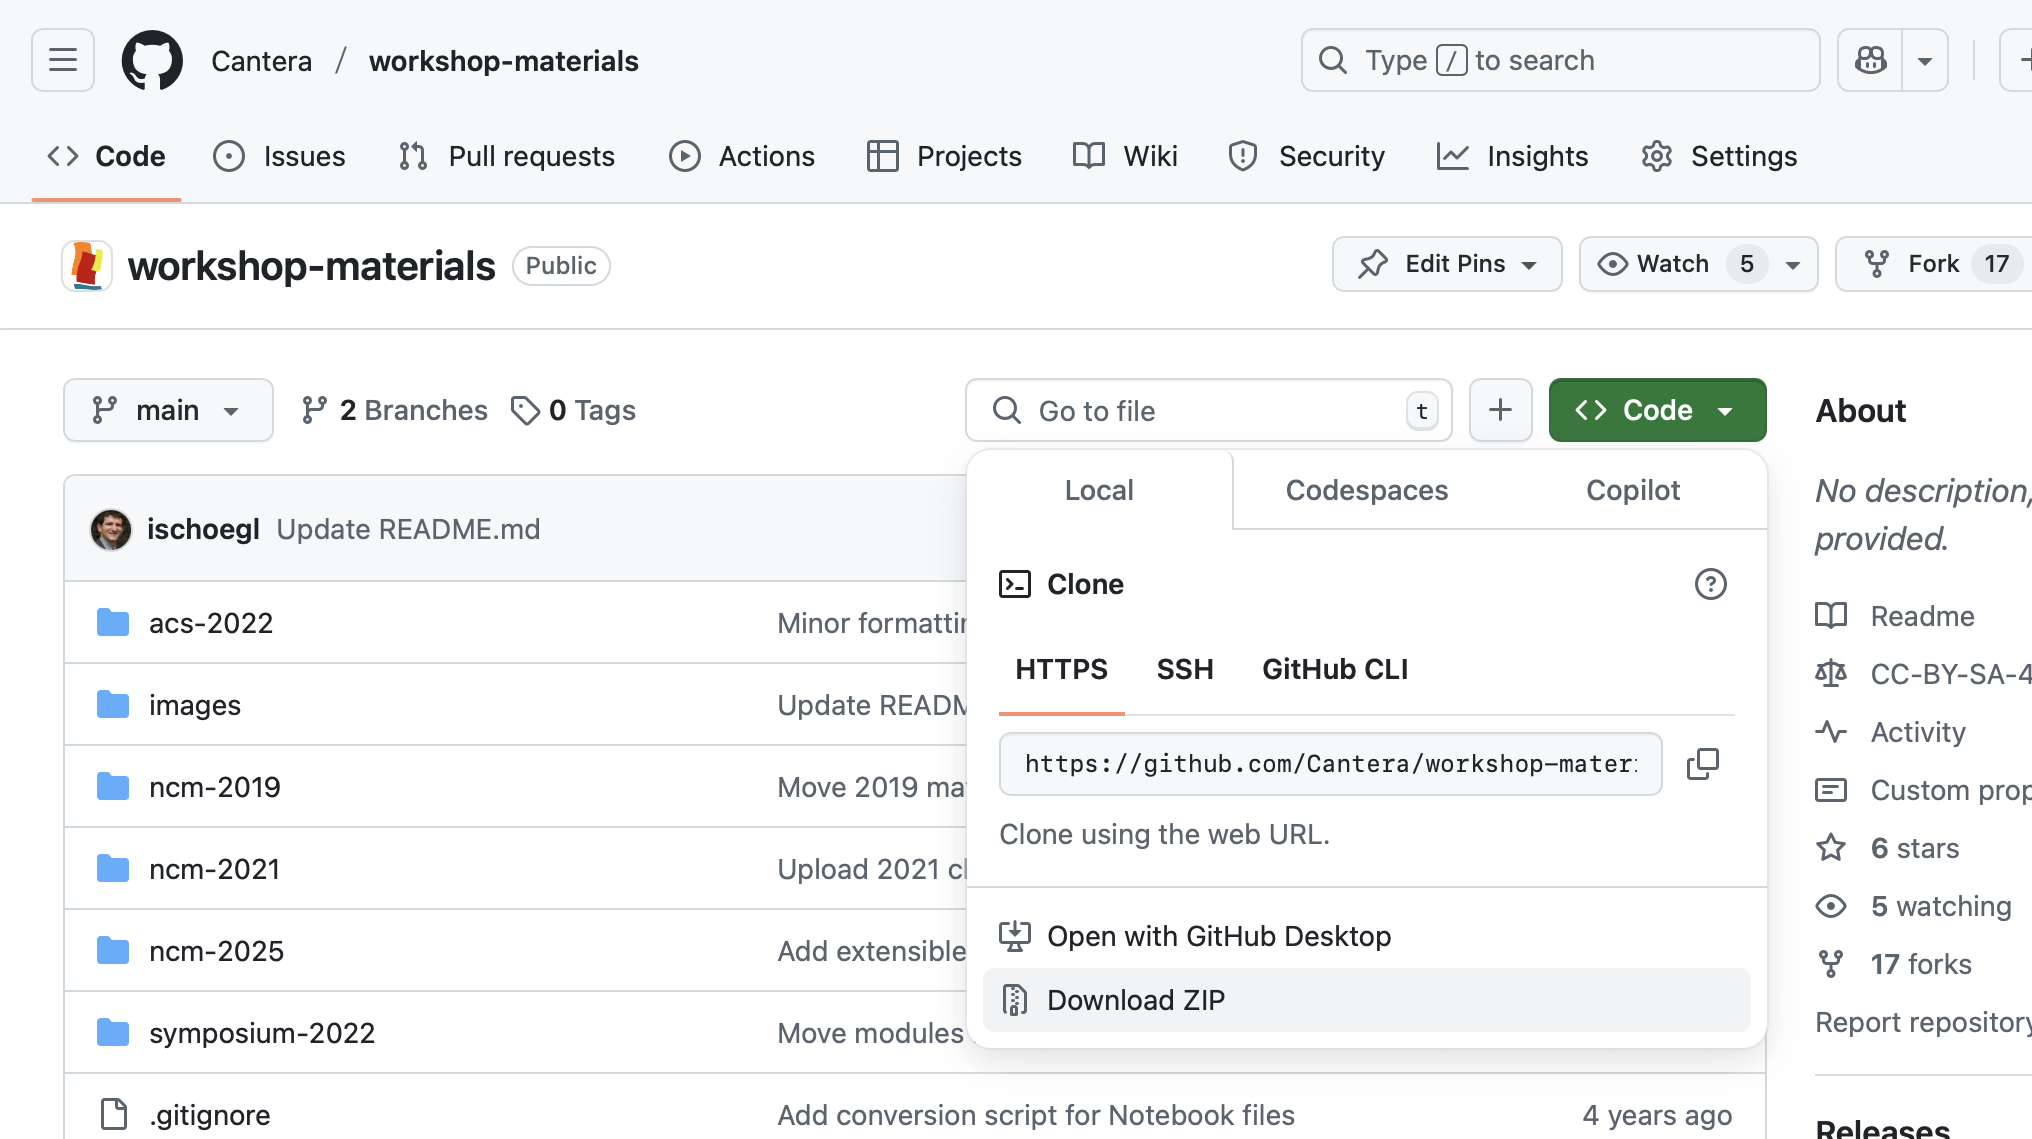 Cantera / workshop-materials
Type / to search
Code Issues Pull requests Actions Projects Wiki Security Insights Settings
workshop-materials Public
Edit Pins Watch 5 Fork 17
main 2 Branches 0 Tags
Go to file t
Code
About
No description,
provided.
Readme
CC-BY-SA-4
Activity
Custom prop
6 stars
5 watching
17 forks
Report repository
Releases
Local Codespaces Copilot
Clone
HTTPS SSH GitHub CLI
https://github.com/Cantera/workshop-materi
Clone using the web URL.
Open with GitHub Desktop
Download ZIP
ischoegl Update README.md
acs-2022 Minor formattin
images Update READM
ncm-2019 Move 2019 ma
ncm-2021 Upload 2021 cl
ncm-2025 Add extensible
symposium-2022 Move modules
.gitignore Add conversion script for Notebook files 4 years ago